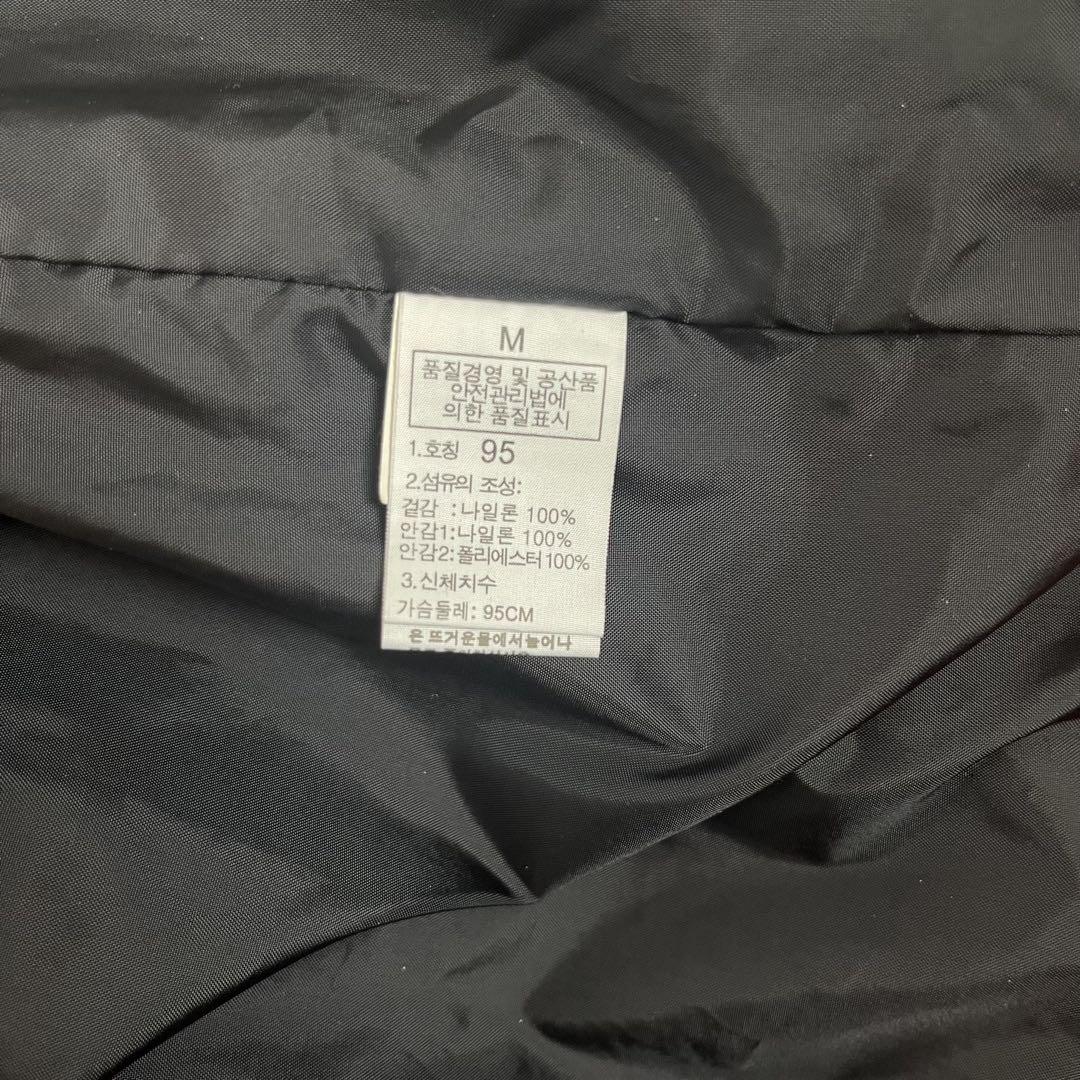 M
품질경영 및 공산품
안전관리법에
의한 품질표시
1.호칭 95
2.섬유의 조성:
겉감 :나일론 100%
안감1:나일론 100%
안감2:폴리에스터100%
3.신체치수
가슴둘레: 95CM
은 뜨거운물에서늘어나